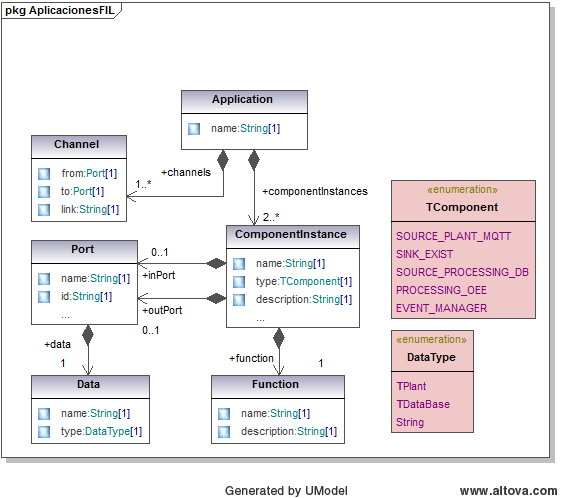 pkg AplicacionesFIL
Application
name:String[1]
Channel
from:Port[1]
to:Port[1]
link:String[1]
+channels
1..*
+componentInstances
2..*
«enumeration»
TComponent
SOURCE_PLANT_MQTT
SINK_EXIST
SOURCE_PROCESSING_DB
PROCESSING_OEE
EVENT_MANAGER
Port
name:String[1]
id:String[1]
...
0..1
+inPort
+outPort
0..1
ComponentInstance
name:String[1]
type:TComponent[1]
description:String[1]
...
+data
1
+function
1
«enumeration»
DataType
TPlant
TDataBase
String
Data
name:String[1]
type:DataType[1]
Function
name:String[1]
description:String[1]
Generated by UModel
www.altova.com